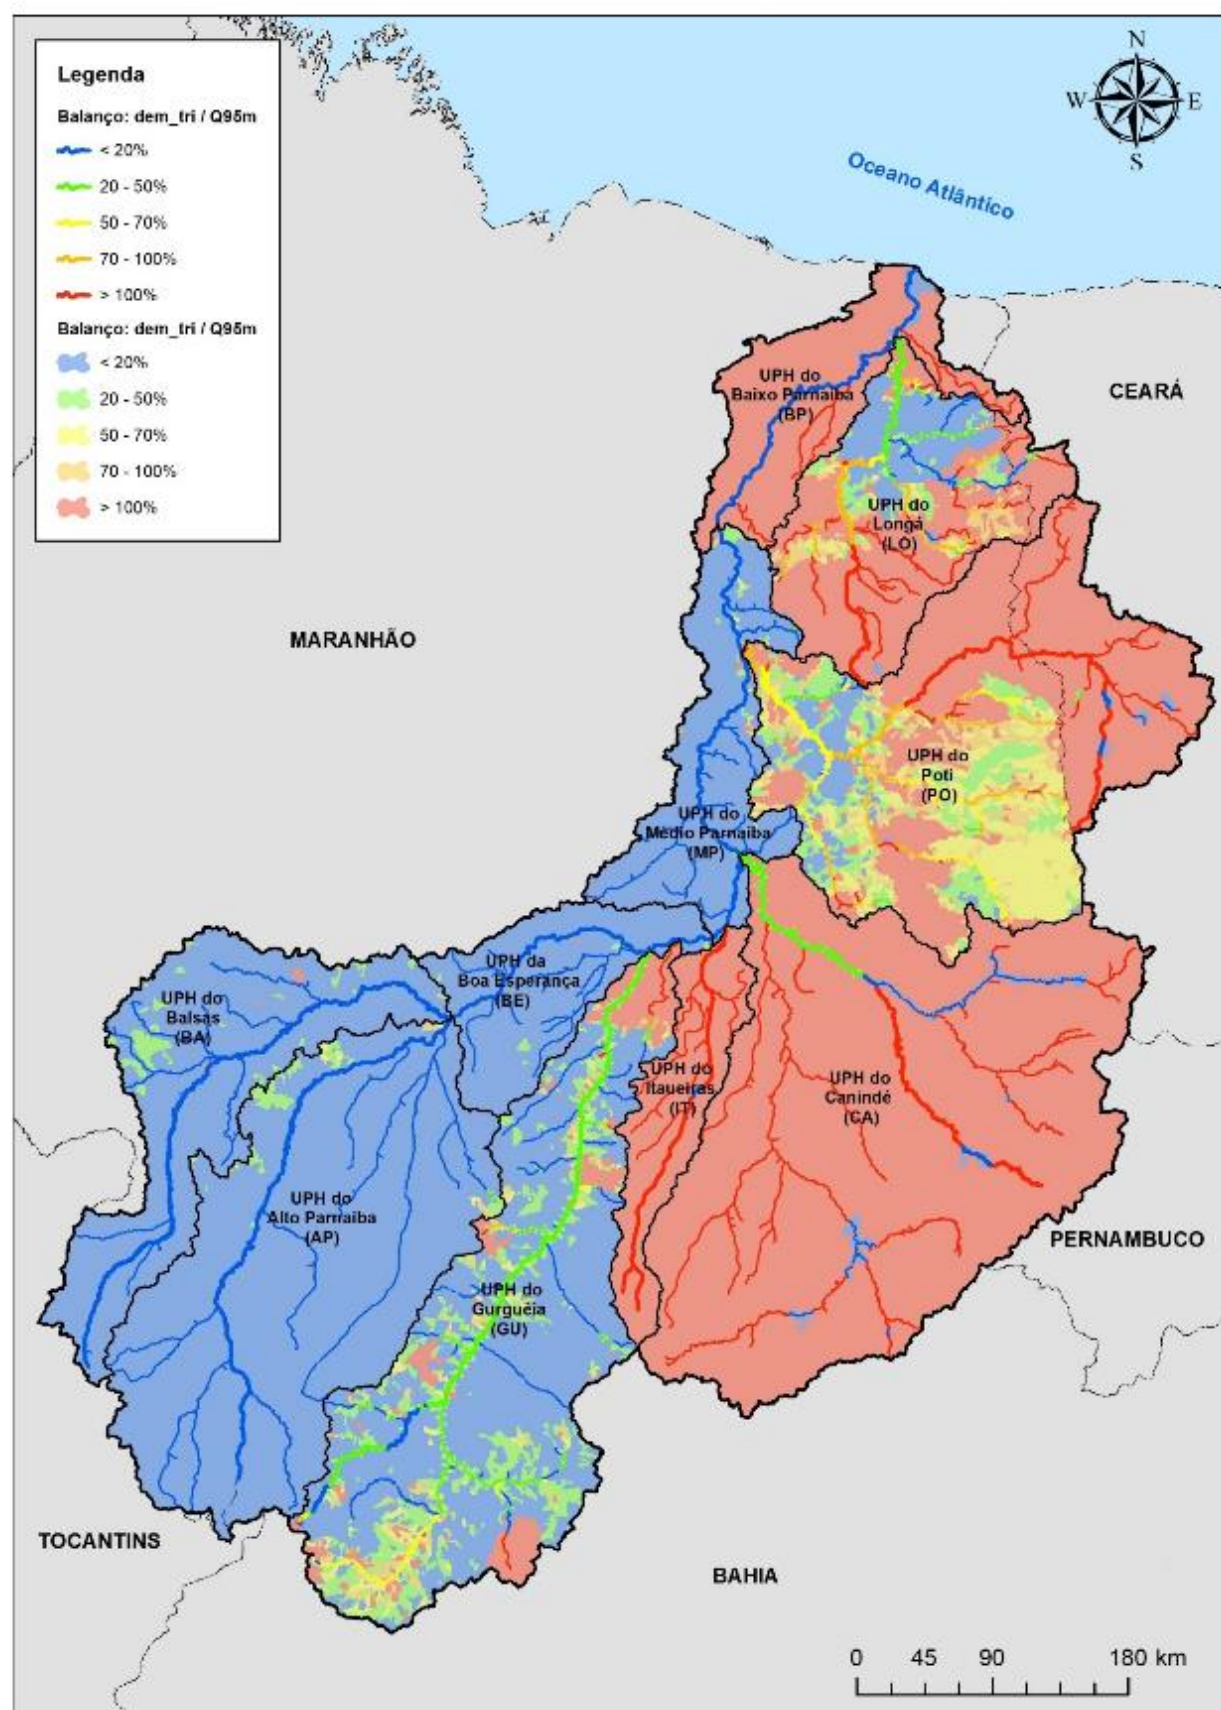 Legenda
Balanço: dem_tri / Q95m
< 20%
20 - 50%
50 - 70%
70 - 100%
> 100%
Balanço: dem_tri / Q95m
< 20%
20 - 50%
50 - 70%
70 - 100%
> 100%
N
W
E
S
Oceano Atlântico
CEARÁ
UPH do
Baixo Parnaíba
(BP)
UPH do
Longá
(LO)
MARANHÃO
UPH do
Poti
(PO)
UPH do
Médio Parnaíba
(MP)
UPH da
Boa Esperança
(BE)
UPH do
Balsas
(BA)
UPH do
Itaueiras
(IT)
UPH do
Canindé
(CA)
UPH do
Alto Parnaíba
(AP)
PERNAMBUCO
UPH do
Gurguéia
(GU)
TOCANTINS
BAHIA
0 45 90 180 km